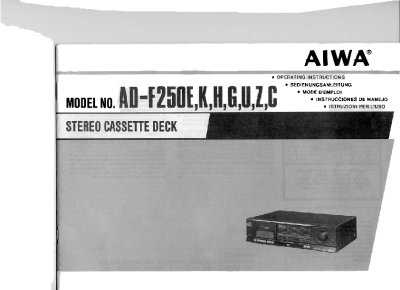 AIWA®
• OPERATING INSTRUCTIONS
• BEDIENUNGSANLEITUNG
• MODE D'EMPLOI
• INSTRUCCIONES DE MANEJO
• ISTRUZIONI PER L'USO
MODEL NO. AD-F250E,K,H,G,U,Z,C
STEREO CASSETTE DECK